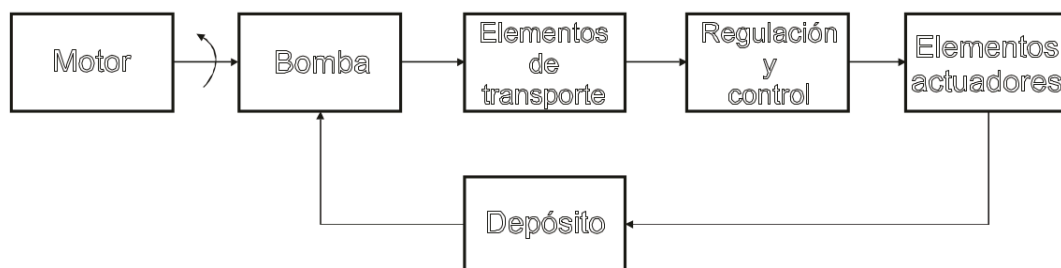 Motor
Bomba
Elementos
de
transporte
Regulación
y
control
Elementos
actuadores
Depósito